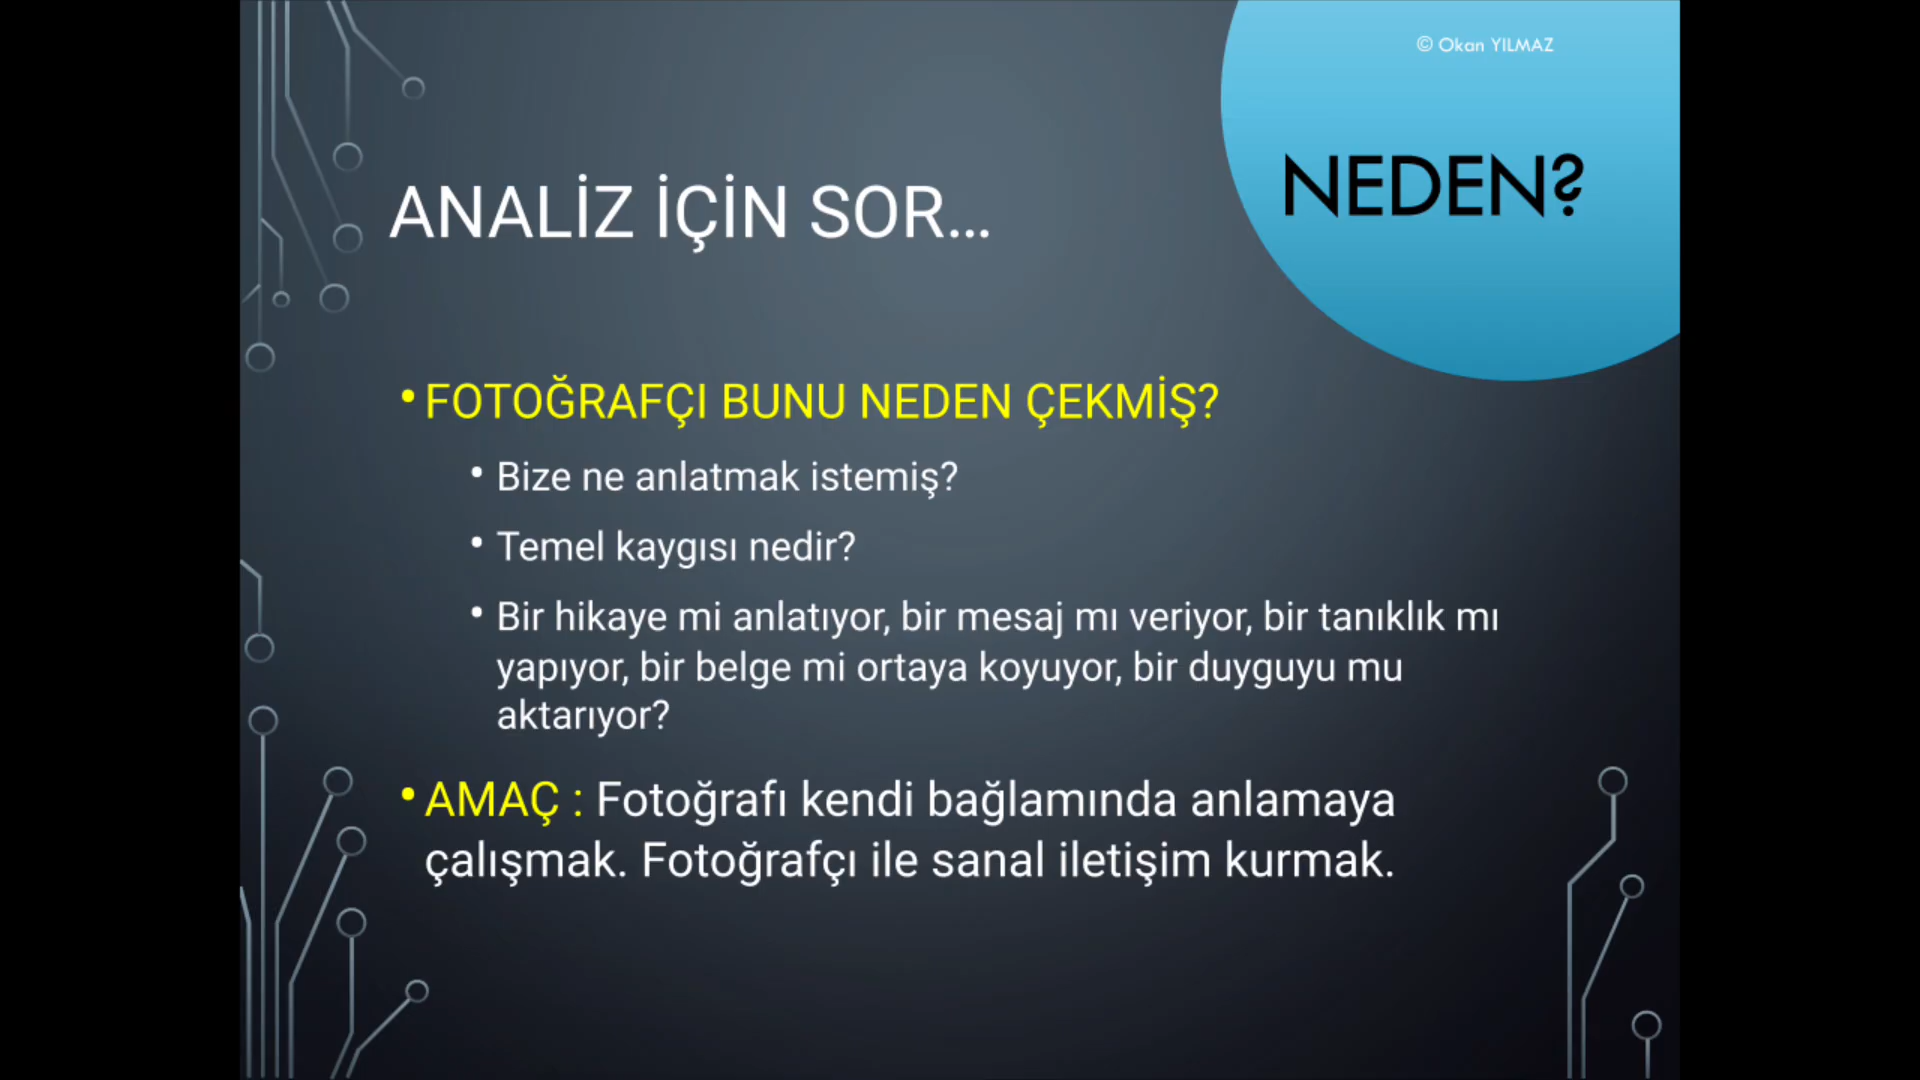 © Okan YILMAZ
NEDEN?
ANALİZ İÇİN SOR...
• FOTOĞRAFÇI BUNU NEDEN ÇEKMİŞ?
• Bize ne anlatmak istemiş?
• Temel kaygısı nedir?
• Bir hikaye mi anlatıyor, bir mesaj mı veriyor, bir tanıklık mı
yapıyor, bir belge mi ortaya koyuyor, bir duyguyu mu
aktarıyor?
• AMAÇ : Fotoğrafı kendi bağlamında anlamaya
çalışmak. Fotoğrafçı ile sanal iletişim kurmak.